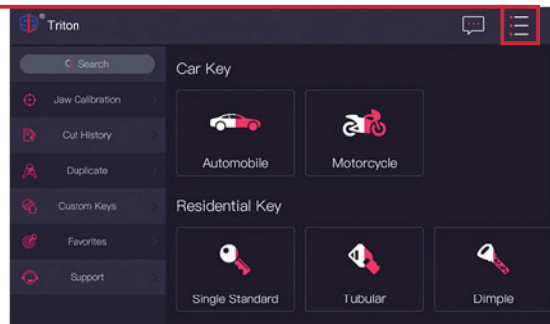 ® Triton
Search
Jaw Calibration
Cut History
Duplicate
Custom Keys
Favorites
Support
Car Key
Automobile
Motorcycle
Residential Key
Single Standard
Tubular
Dimple